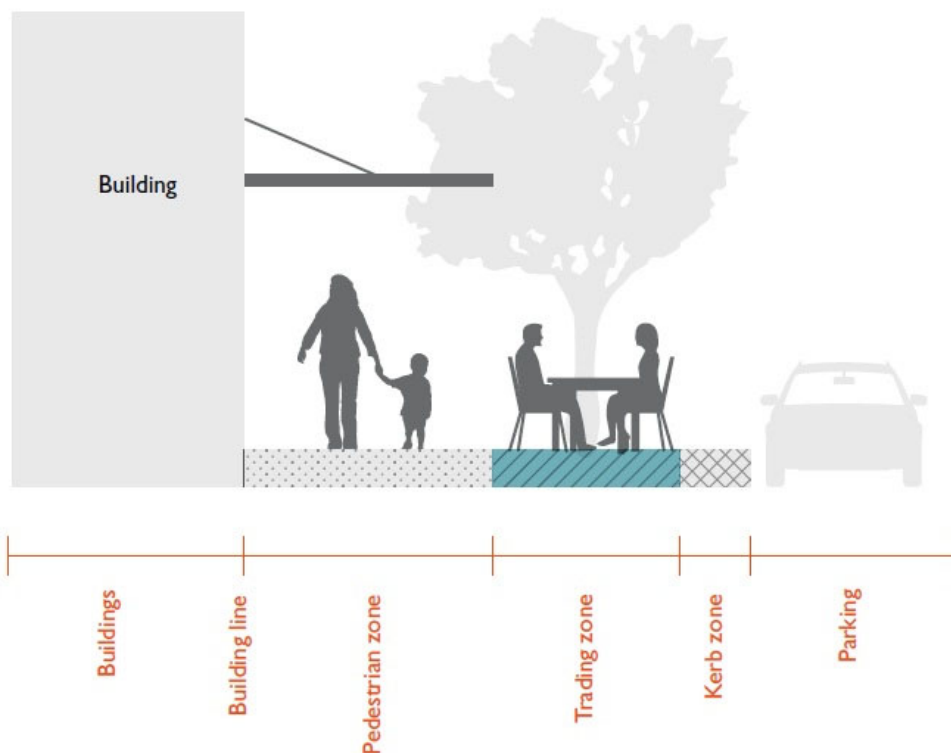 Building
Buildings
Building line
Pedestrian zone
Trading zone
Kerb zone
Parking